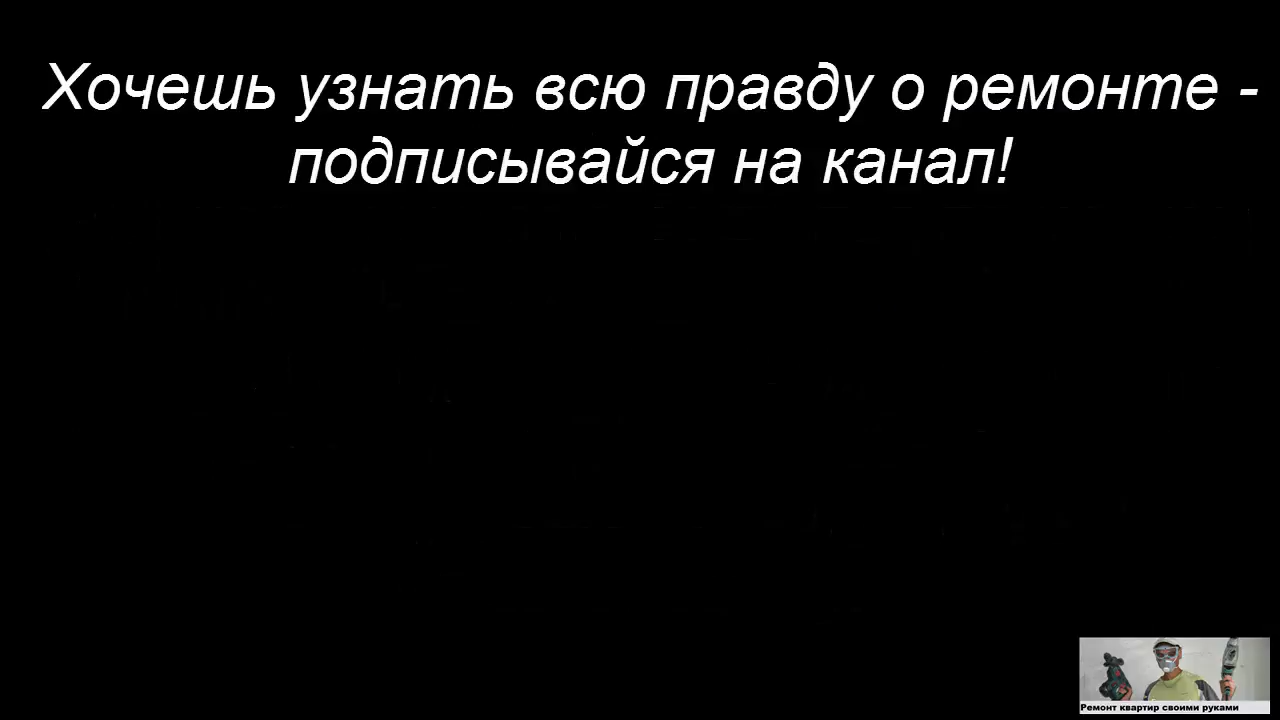 Хочешь узнать всю правду о ремонте -
подписывайся на канал!
Ремонт квартир своими руками